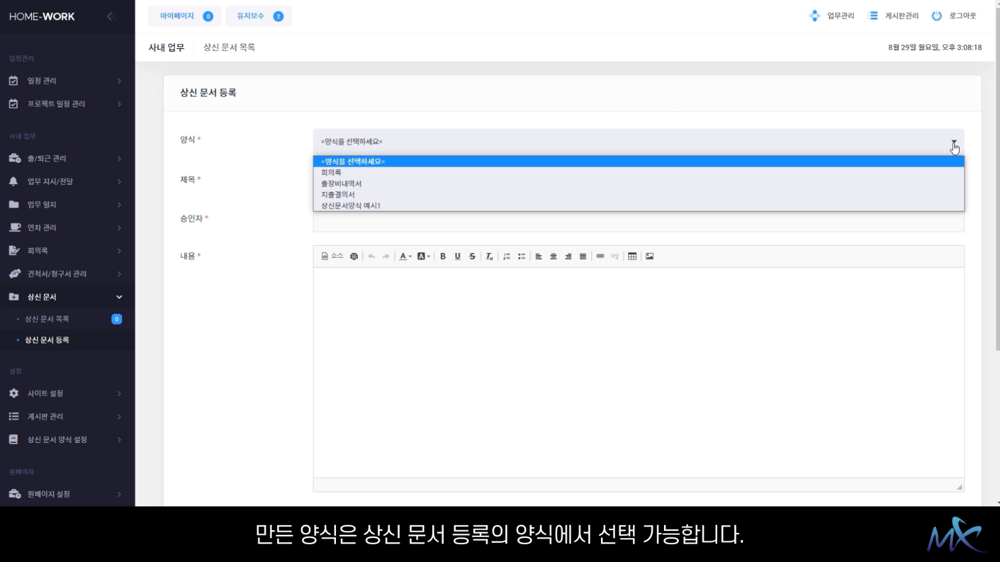 HOME-WORK
마이페이지 0
유지보수 2
업무관리
게시판관리
로그아웃
사내 업무
상신 문서 목록
8월 29일 월요일, 오후 3:08:18
일정관리
일정 관리
프로젝트 일정 관리
사내 업무
출/퇴근 관리
업무 지시/전달
업무 일지
연차 관리
회의록
견적서/청구서 관리
상신 문서
상신 문서 목록 0
상신 문서 등록
설정
사이트 설정
게시판 관리
상신 문서 양식 설정
원페이지
원페이지 설정
상신 문서 등록
양식 *
=양식을 선택하세요=
=양식을 선택하세요=
회의록
출장비내역서
지출결의서
상신문서양식 예시1
제목 *
승인자 *
내용 *
소스
만든 양식은 상신 문서 등록의 양식에서 선택 가능합니다.
MX